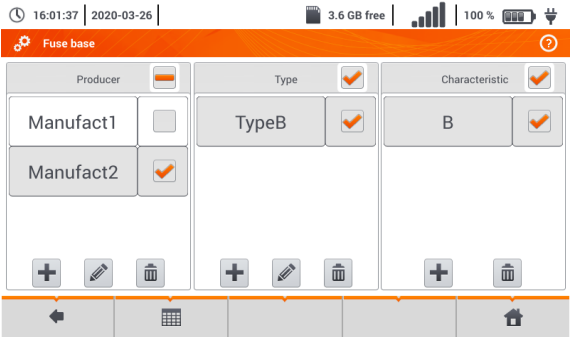 16:01:37 2020-03-26 3.6 GB free 100 %
Fuse base ?
Producer Type Characteristic
Manufact1 TypeB B
Manufact2